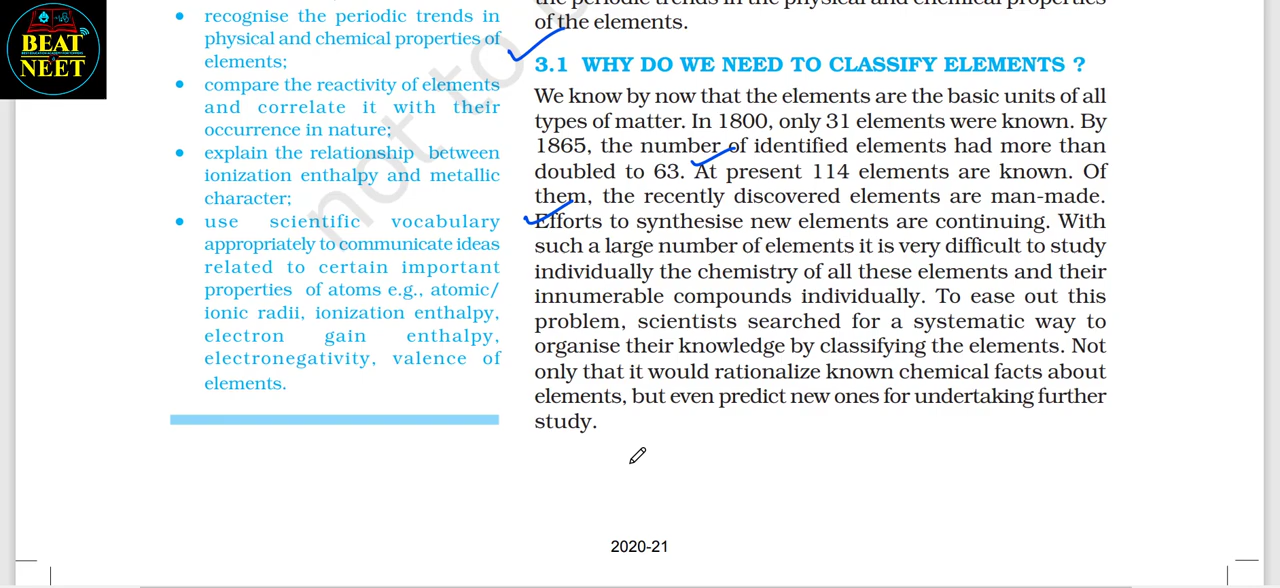 BEAT
NEET
• recognise the periodic trends in
physical and chemical properties of
elements;
• compare the reactivity of elements
and correlate it with their
occurrence in nature;
• explain the relationship between
ionization enthalpy and metallic
character;
• use scientific vocabulary
appropriately to communicate ideas
related to certain important
properties of atoms e.g., atomic/
ionic radii, ionization enthalpy,
electron gain enthalpy,
electronegativity, valence of
elements.
the periodic trends in the physical and chemical properties
of the elements.
3.1 WHY DO WE NEED TO CLASSIFY ELEMENTS ?
We know by now that the elements are the basic units of all
types of matter. In 1800, only 31 elements were known. By
1865, the number of identified elements had more than
doubled to 63. At present 114 elements are known. Of
them, the recently discovered elements are man-made.
Efforts to synthesise new elements are continuing. With
such a large number of elements it is very difficult to study
individually the chemistry of all these elements and their
innumerable compounds individually. To ease out this
problem, scientists searched for a systematic way to
organise their knowledge by classifying the elements. Not
only that it would rationalize known chemical facts about
elements, but even predict new ones for undertaking further
study.
not to
2020-21